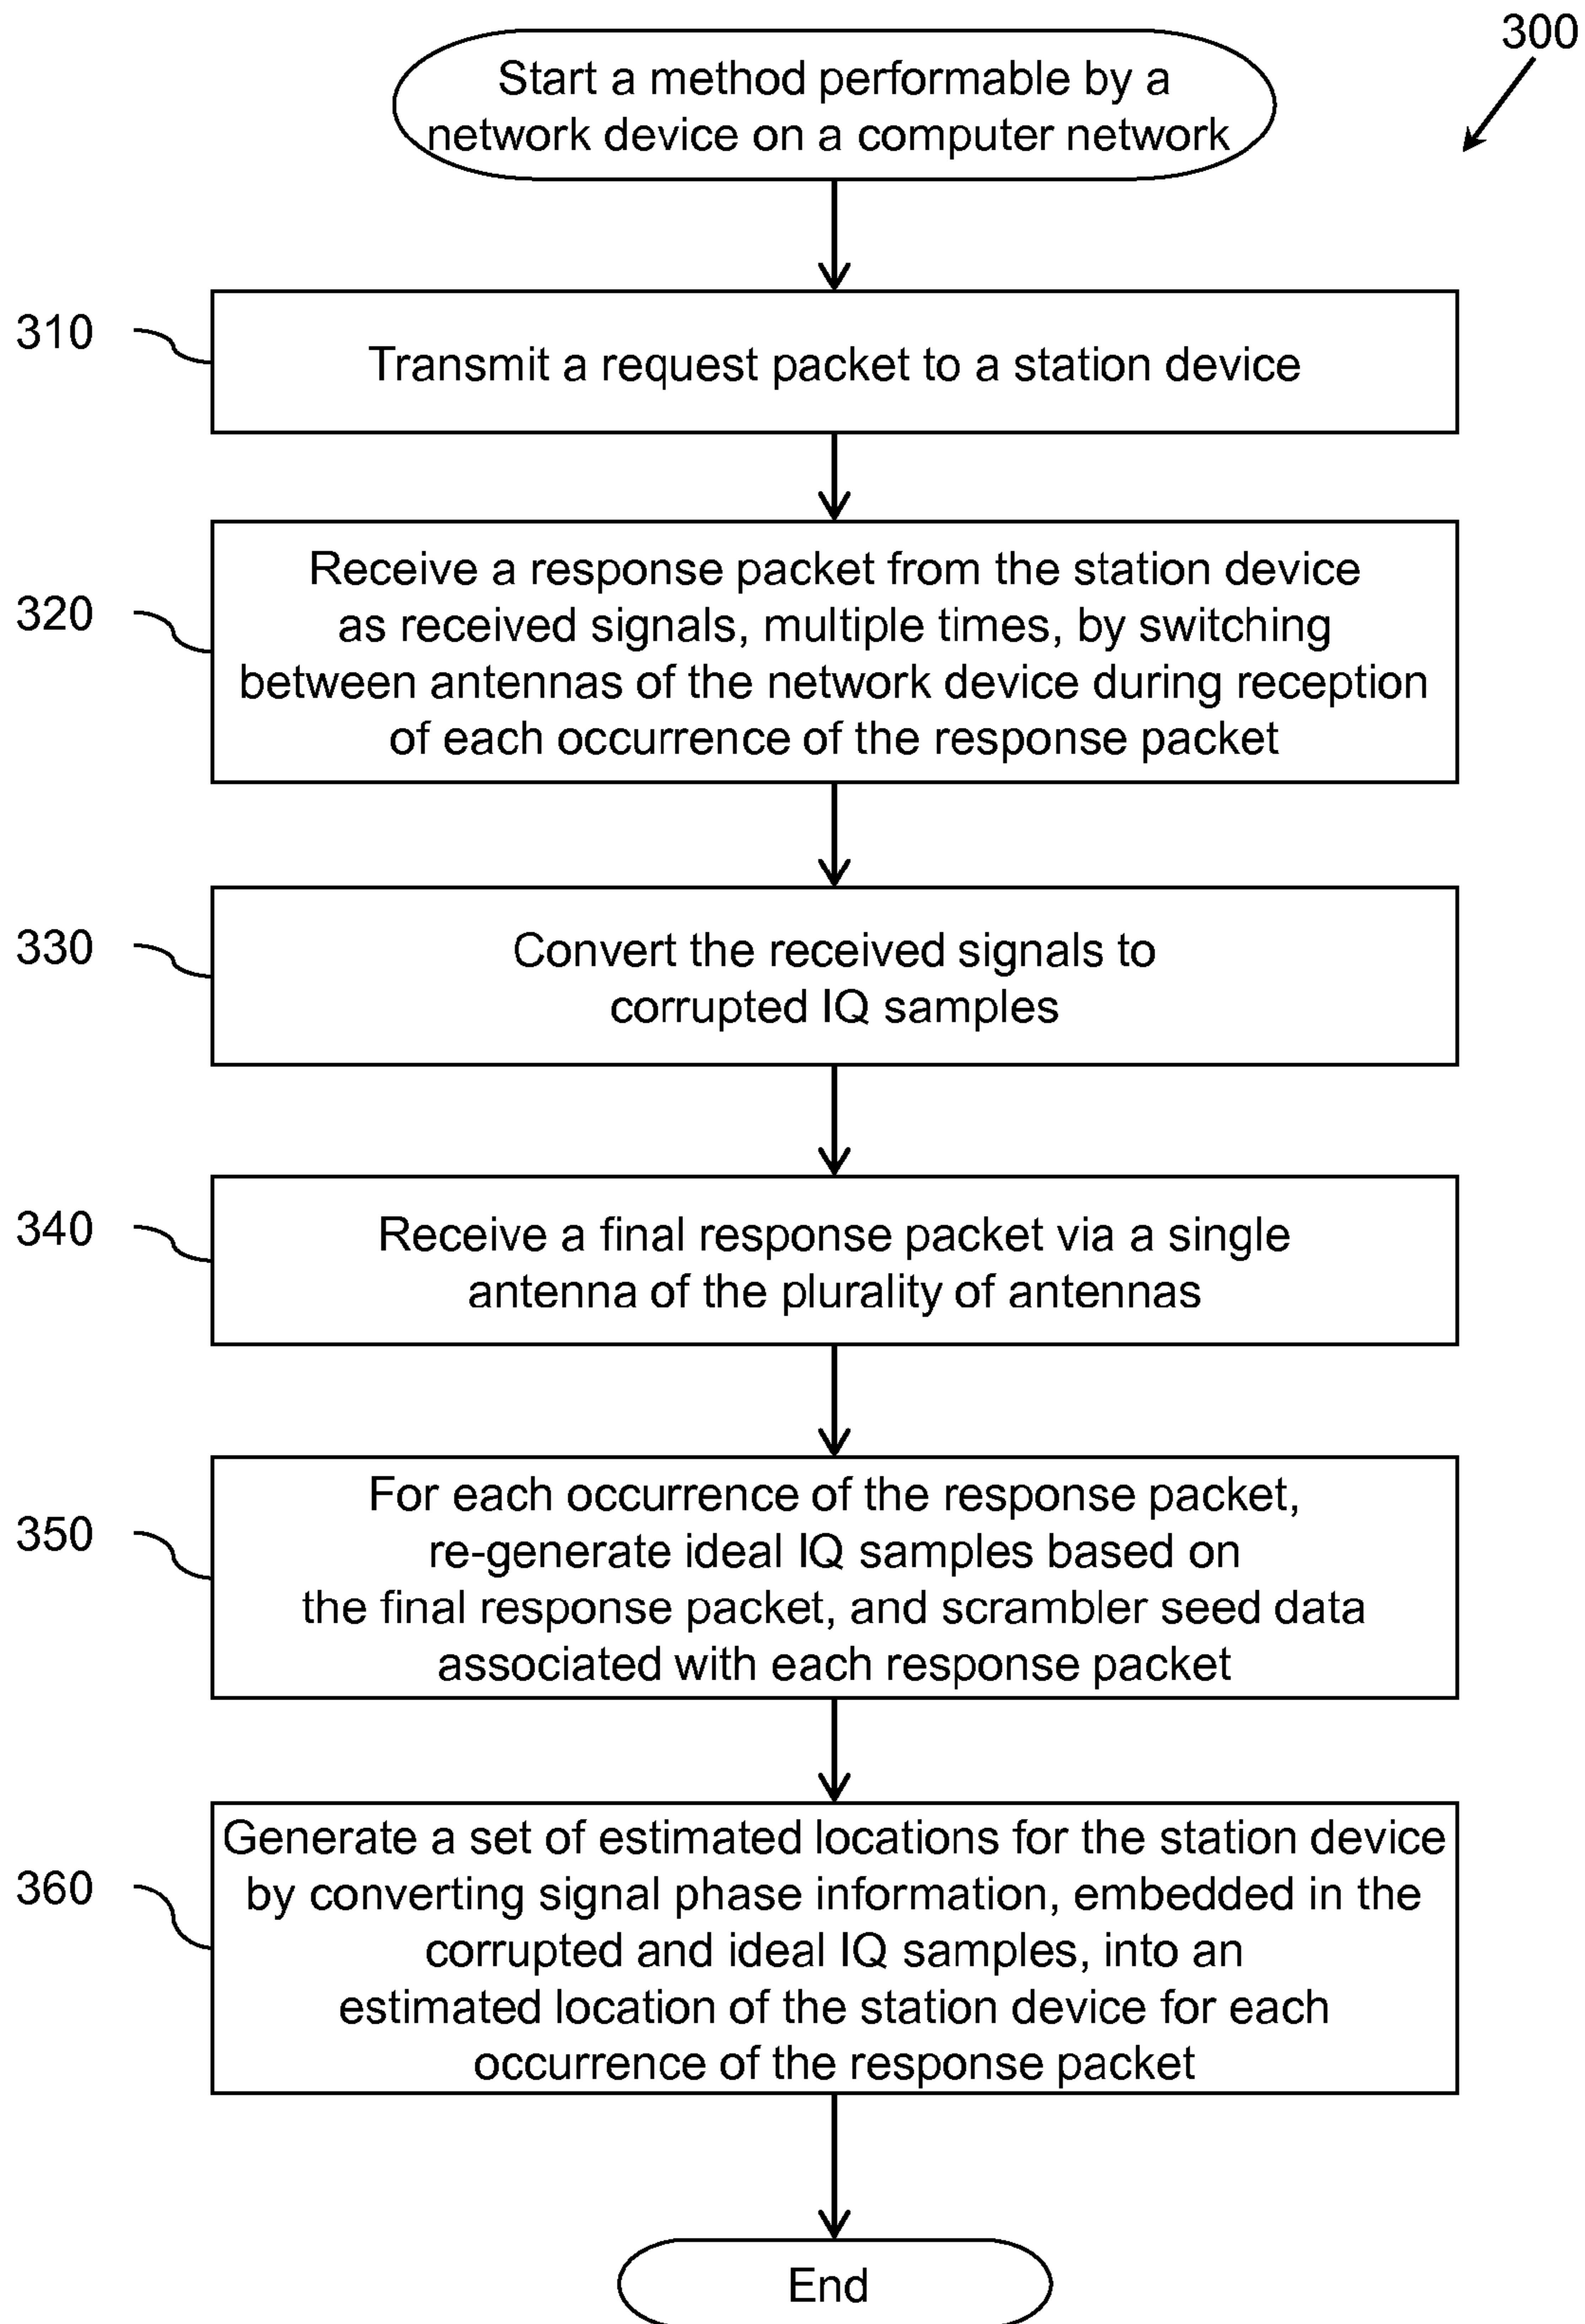 300
Start a method performable by a
network device on a computer network
310
Transmit a request packet to a station device
320
Receive a response packet from the station device
as received signals, multiple times, by switching
between antennas of the network device during reception
of each occurrence of the response packet
330
Convert the received signals to
corrupted IQ samples
340
Receive a final response packet via a single
antenna of the plurality of antennas
350
For each occurrence of the response packet,
re-generate ideal IQ samples based on
the final response packet, and scrambler seed data
associated with each response packet
360
Generate a set of estimated locations for the station device
by converting signal phase information, embedded in the
corrupted and ideal IQ samples, into an
estimated location of the station device for each
occurrence of the response packet
End